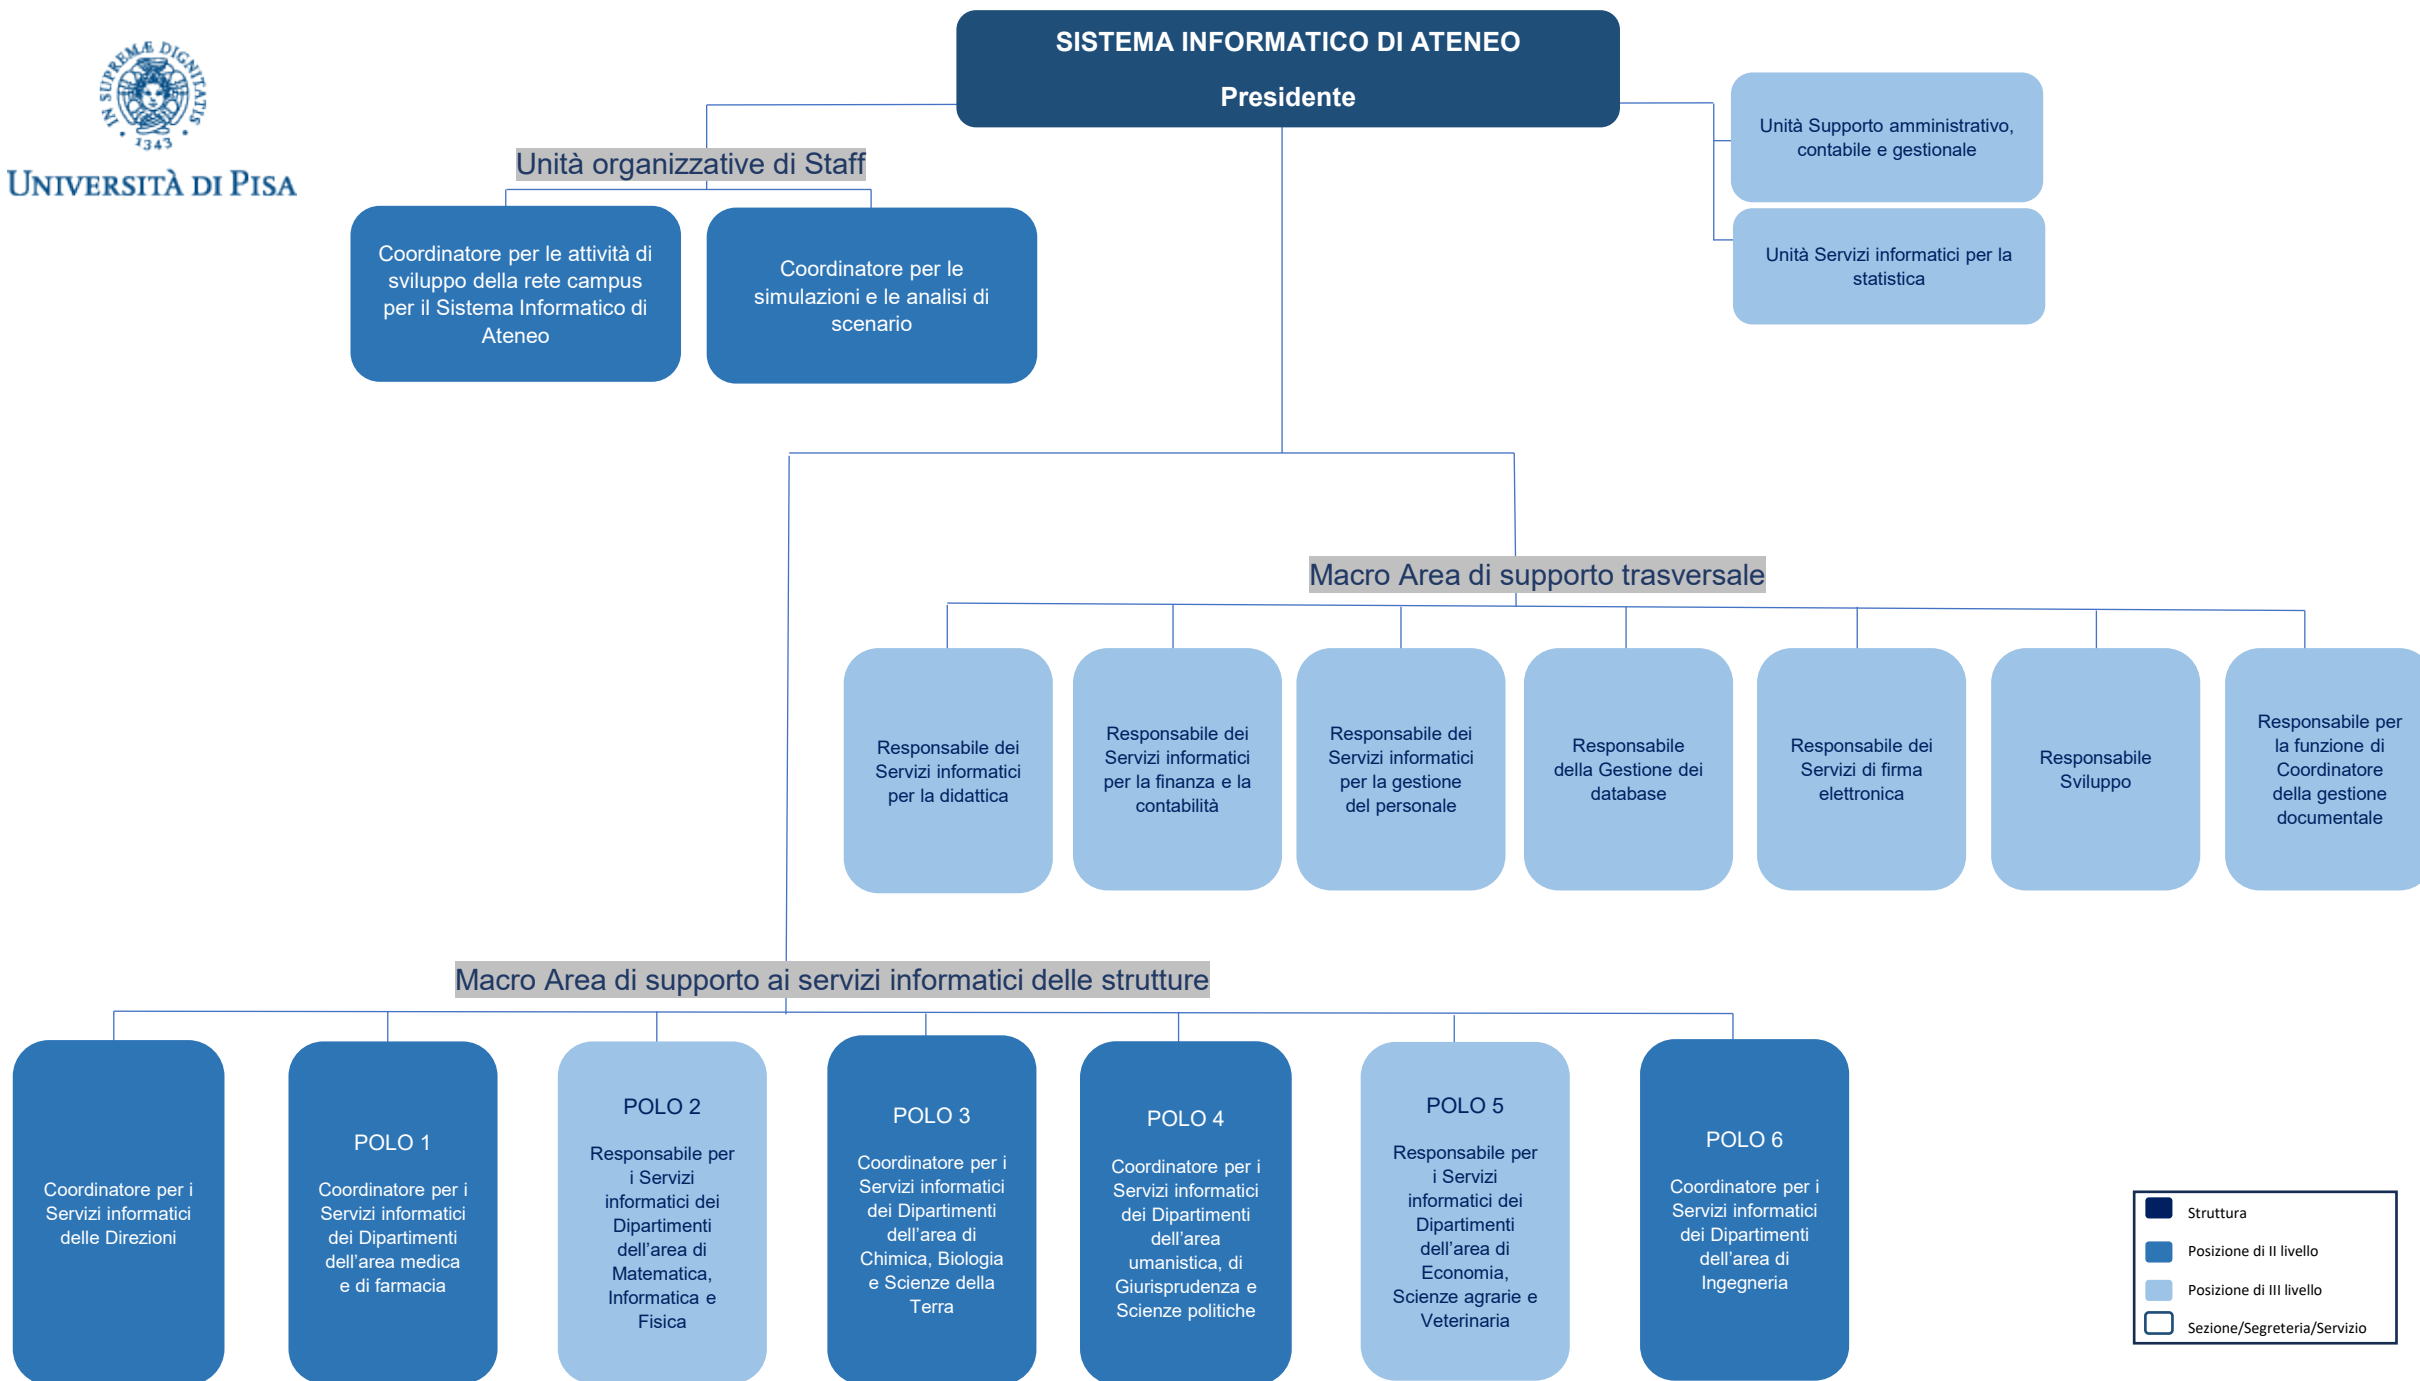 IN SUPREMÆ DIGNITATIS
1343
UNIVERSITÀ DI PISA
SISTEMA INFORMATICO DI ATENEO
Presidente
Unità Supporto amministrativo,
contabile e gestionale
Unità Servizi informatici per la
statistica
Unità organizzative di Staff
Coordinatore per le attività di
sviluppo della rete campus
per il Sistema Informatico di
Ateneo
Coordinatore per le
simulazioni e le analisi di
scenario
Macro Area di supporto trasversale
Responsabile dei
Servizi informatici
per la didattica
Responsabile dei
Servizi informatici
per la finanza e la
contabilità
Responsabile dei
Servizi informatici
per la gestione
del personale
Responsabile
della Gestione dei
database
Responsabile dei
Servizi di firma
elettronica
Responsabile
Sviluppo
Responsabile per
la funzione di
Coordinatore
della gestione
documentale
Macro Area di supporto ai servizi informatici delle strutture
Coordinatore per i
Servizi informatici
delle Direzioni
POLO 1
Coordinatore per i
Servizi informatici
dei Dipartimenti
dell'area medica
e di farmacia
POLO 2
Responsabile per
i Servizi
informatici dei
Dipartimenti
dell'area di
Matematica,
Informatica e
Fisica
POLO 3
Coordinatore per i
Servizi informatici
dei Dipartimenti
dell'area di
Chimica, Biologia
e Scienze della
Terra
POLO 4
Coordinatore per i
Servizi informatici
dei Dipartimenti
dell'area
umanistica, di
Giurisprudenza e
Scienze politiche
POLO 5
Responsabile per
i Servizi
informatici dei
Dipartimenti
dell'area di
Economia,
Scienze agrarie e
Veterinaria
POLO 6
Coordinatore per i
Servizi informatici
dei Dipartimenti
dell'area di
Ingegneria
Struttura
Posizione di II livello
Posizione di III livello
Sezione/Segreteria/Servizio